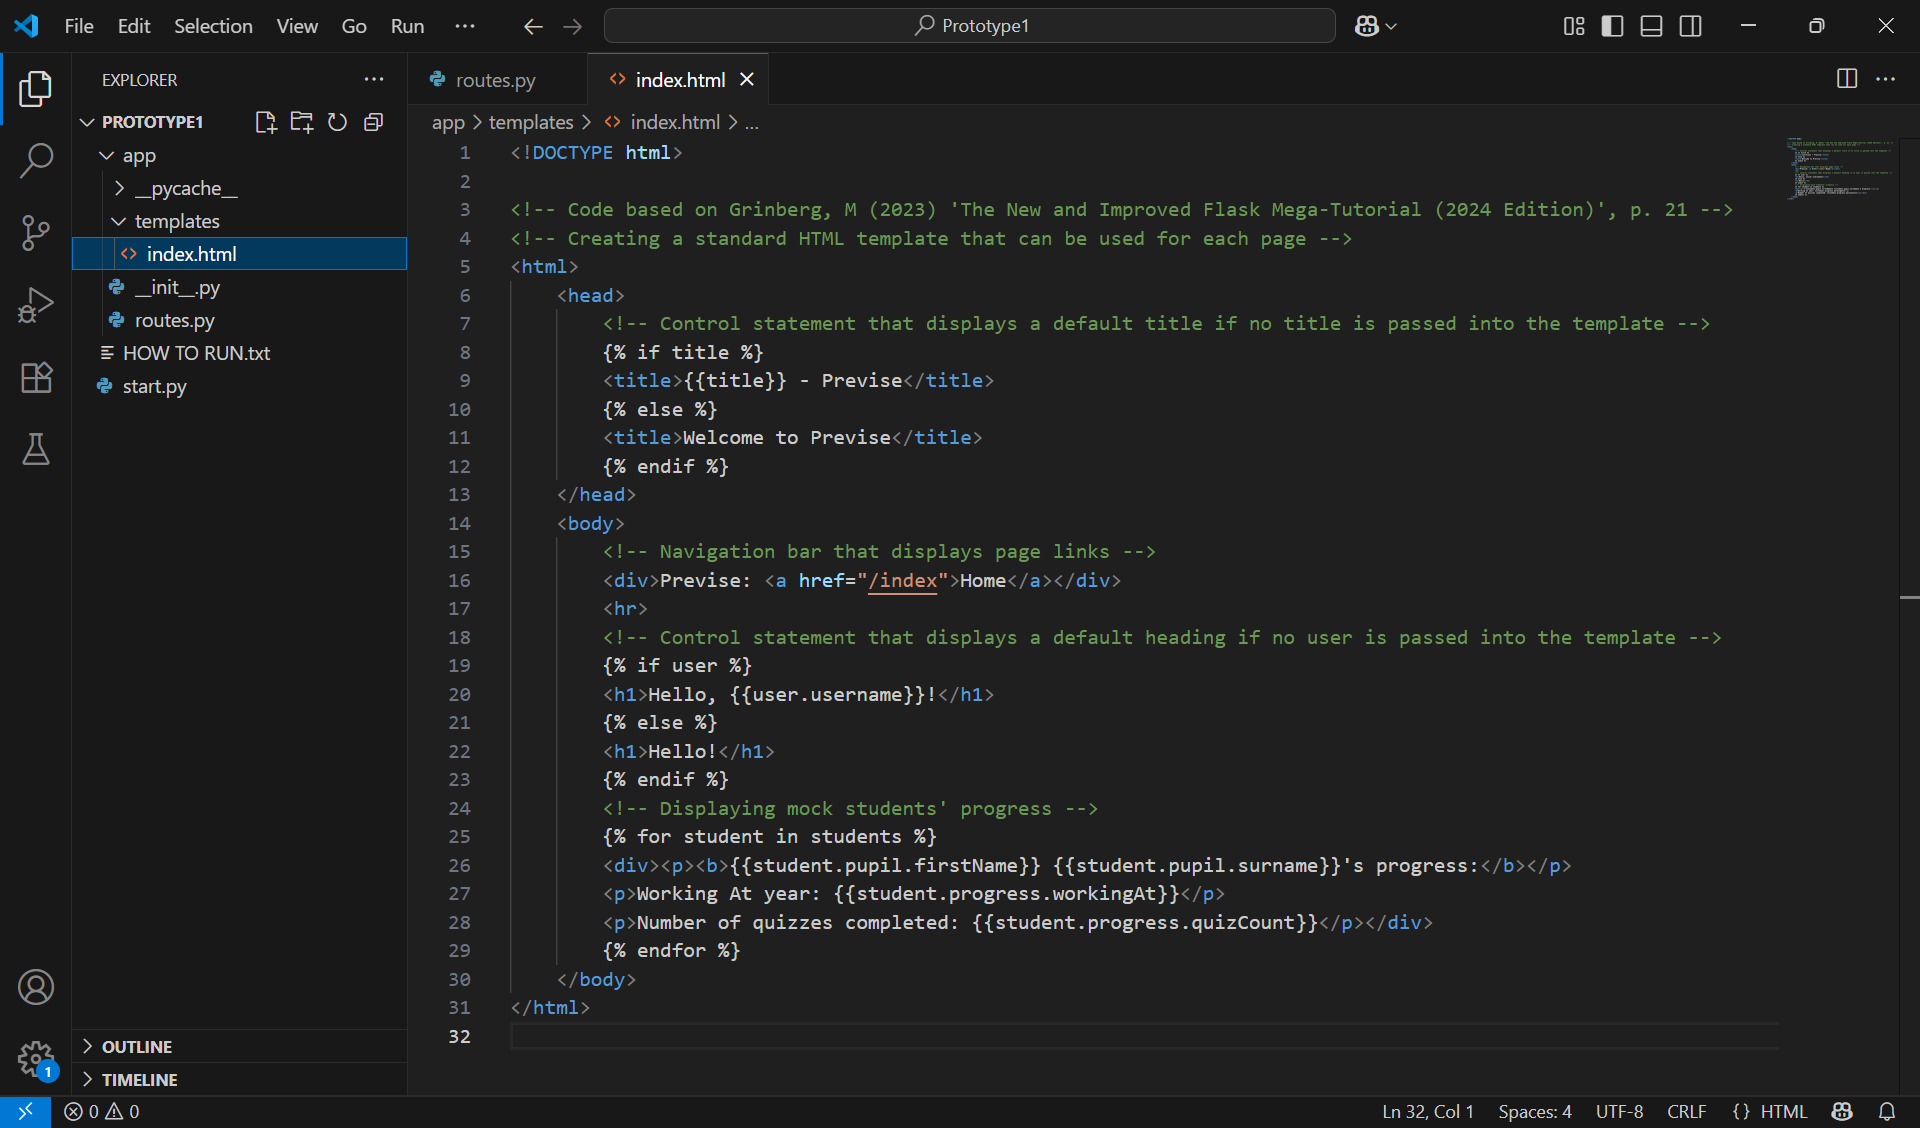 File Edit Selection View Go Run ··· Prototype1
EXPLORER ···
PROTOTYPE1
app
__pycache__
templates
index.html
__init__.py
routes.py
HOW TO RUN.txt
start.py
OUTLINE
TIMELINE
routes.py index.html
app > templates > index.html > ...
1 <!DOCTYPE html>
2
3 <!-- Code based on Grinberg, M (2023) 'The New and Improved Flask Mega-Tutorial (2024 Edition)', p. 21 -->
4 <!-- Creating a standard HTML template that can be used for each page -->
5 <html>
6     <head>
7         <!-- Control statement that displays a default title if no title is passed into the template -->
8         {% if title %}
9         <title>{{title}} - Previse</title>
10         {% else %}
11         <title>Welcome to Previse</title>
12         {% endif %}
13     </head>
14     <body>
15         <!-- Navigation bar that displays page links -->
16         <div>Previse: <a href="/index">Home</a></div>
17         <hr>
18         <!-- Control statement that displays a default heading if no user is passed into the template -->
19         {% if user %}
20         <h1>Hello, {{user.username}}!</h1>
21         {% else %}
22         <h1>Hello!</h1>
23         {% endif %}
24         <!-- Displaying mock students' progress -->
25         {% for student in students %}
26         <div><p><b>{{student.pupil.firstName}} {{student.pupil.surname}}'s progress:</b></p>
27         <p>Working At year: {{student.progress.workingAt}}</p>
28         <p>Number of quizzes completed: {{student.progress.quizCount}}</p></div>
29         {% endfor %}
30     </body>
31 </html>
32
1
0 0 Ln 32, Col 1 Spaces: 4 UTF-8 CRLF {} HTML